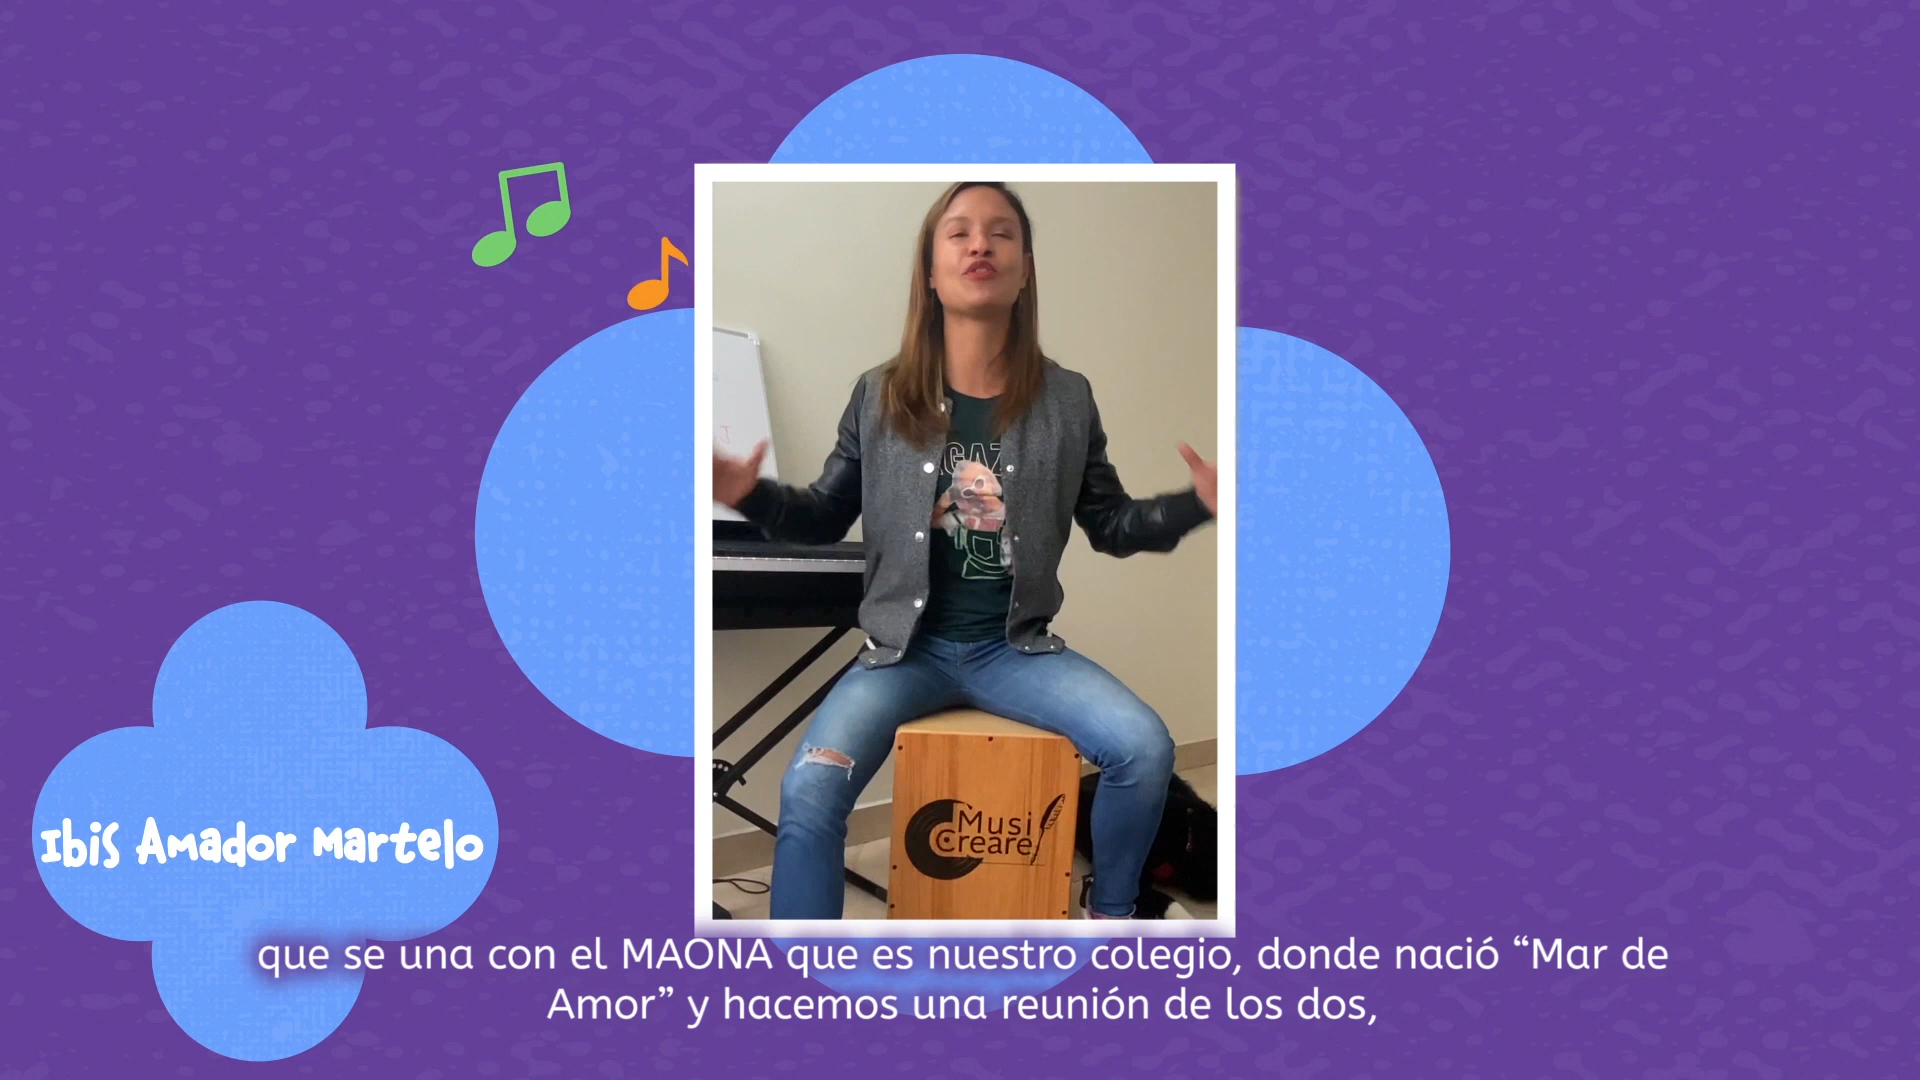 GAZ
Musi
Creare
Ibis Amador Martelo
que se una con el MAONA que es nuestro colegio, donde nació “Mar de
Amor” y hacemos una reunión de los dos,